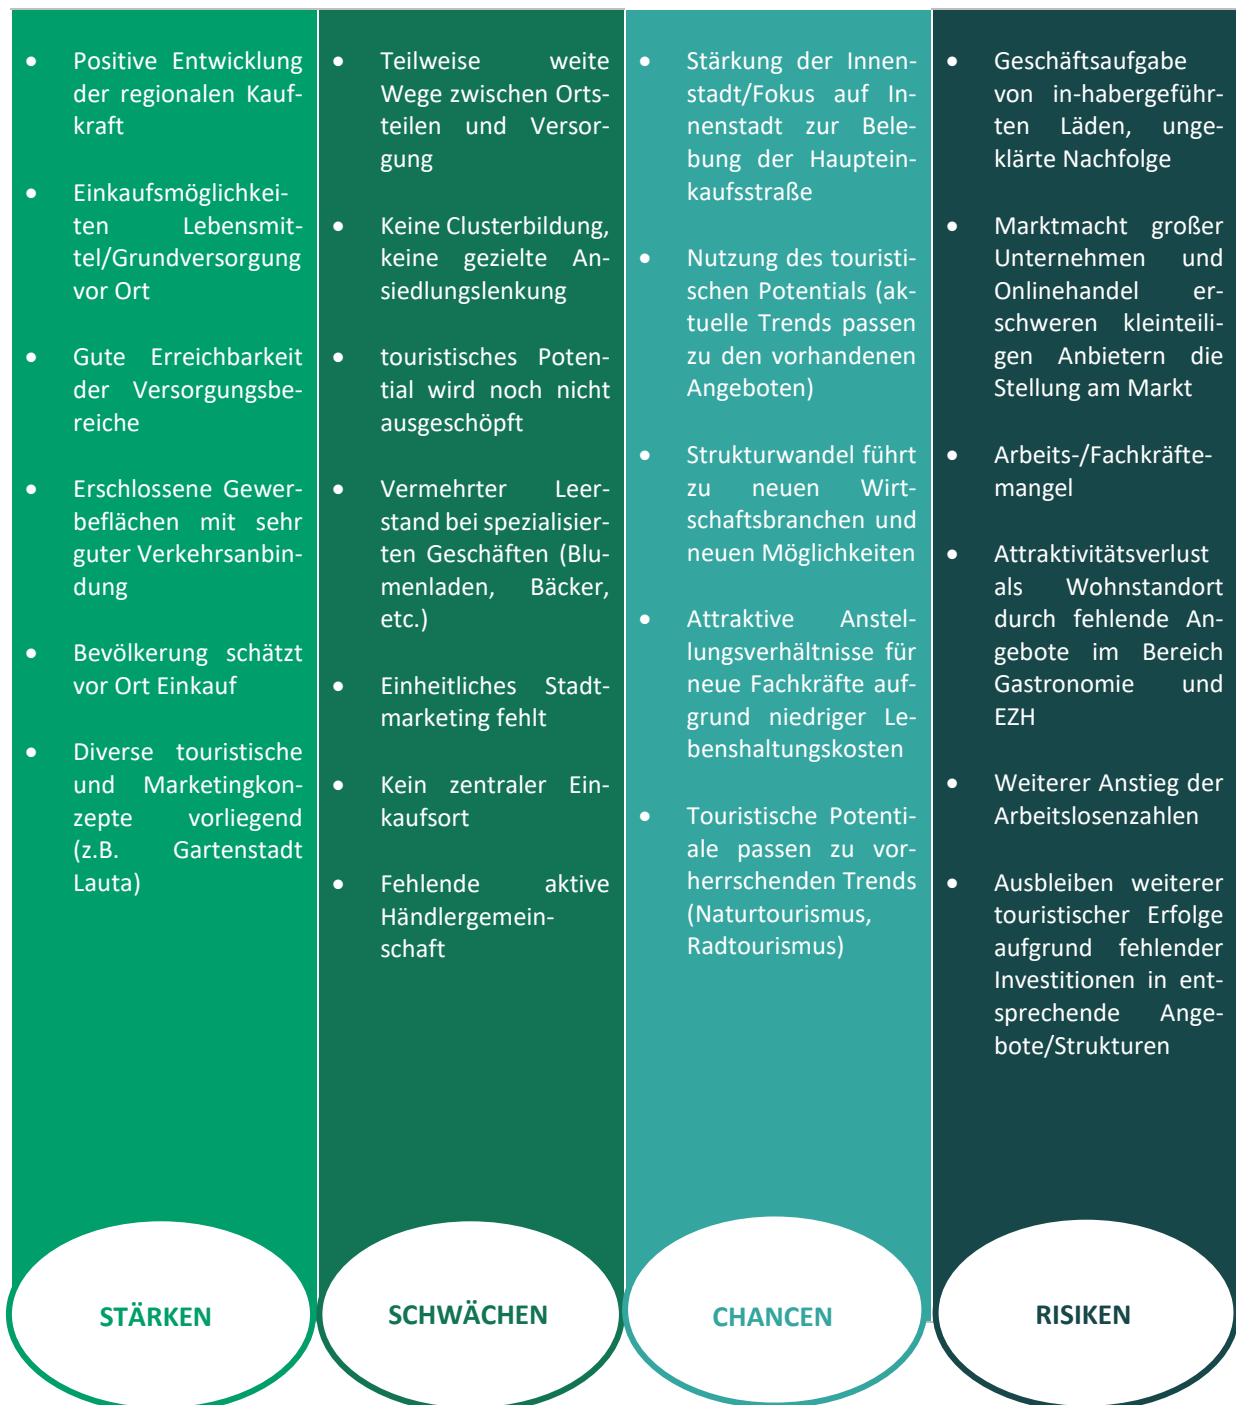 Positive Entwicklung
der regionalen Kauf-
kraft
Einkaufsmöglichkei-
ten Lebensmit-
tel/Grundversorgung
vor Ort
Gute Erreichbarkeit
der Versorgungsbe-
reiche
Erschlossene Gewer-
beflächen mit sehr
guter Verkehrsanbin-
dung
Bevölkerung schätzt
vor Ort Einkauf
Diverse touristische
und Marketingkon-
zepte vorliegend
(z.B. Gartenstadt
Lauta)
STÄRKEN
Teilweise weite
Wege zwischen Orts-
teilen und Versor-
gung
Keine Clusterbildung,
keine gezielte An-
siedlungslenkung
touristisches Poten-
tial wird noch nicht
ausgeschöpft
Vermehrter Leer-
stand bei spezialisier-
ten Geschäften (Blu-
menladen, Bäcker,
etc.)
Einheitliches Stadt-
marketing fehlt
Kein zentraler Ein-
kaufsort
Fehlende aktive
Händlergemein-
schaft
SCHWÄCHEN
Stärkung der Innen-
stadt/Fokus auf In-
nenstadt zur Bele-
bung der Hauptein-
kaufsstraße
Nutzung des touristi-
schen Potentials (ak-
tuelle Trends passen
zu den vorhandenen
Angeboten)
Strukturwandel führt
zu neuen Wirt-
schaftsbranchen und
neuen Möglichkeiten
Attraktive Anstel-
lungsverhältnisse für
neue Fachkräfte auf-
grund niedriger Le-
benshaltungskosten
Touristische Potenti-
ale passen zu vor-
herrschenden Trends
(Naturtourismus,
Radtourismus)
CHANCEN
Geschäftsaufgabe
von in-habergeführ-
ten Läden, unge-
klärte Nachfolge
Marktmacht großer
Unternehmen und
Onlinehandel er-
schweren kleinteili-
gen Anbietern die
Stellung am Markt
Arbeits-/Fachkräfte-
mangel
Attraktivitätsverlust
als Wohnstandort
durch fehlende An-
gebote im Bereich
Gastronomie und
EZH
Weiterer Anstieg der
Arbeitslosenzahlen
Ausbleiben weiterer
touristischer Erfolge
aufgrund fehlender
Investitionen in ent-
sprechende Ange-
bote/Strukturen
RISIKEN